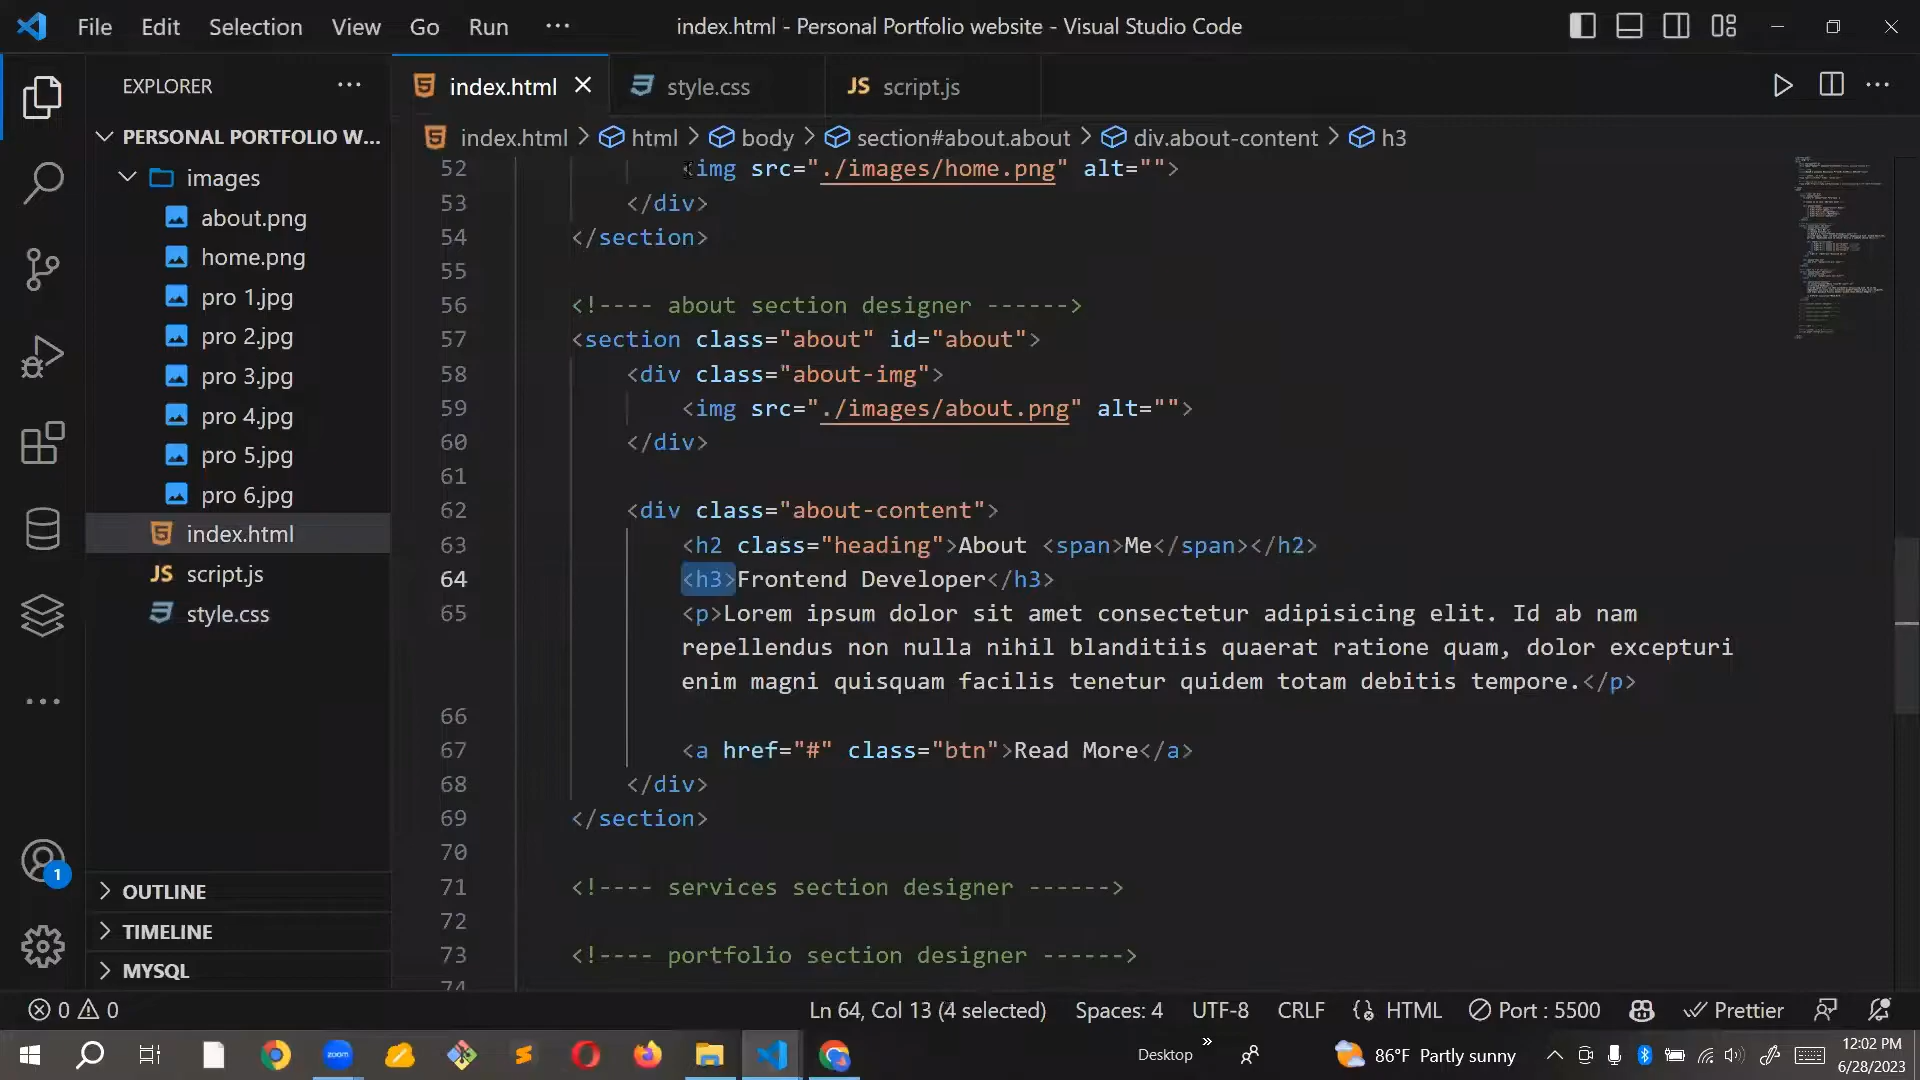 File Edit Selection View Go Run ··· index.html - Personal Portfolio website - Visual Studio Code
EXPLORER ···
PERSONAL PORTFOLIO W...
images
about.png
home.png
pro 1.jpg
pro 2.jpg
pro 3.jpg
pro 4.jpg
pro 5.jpg
pro 6.jpg
index.html
JS script.js
style.css
OUTLINE
TIMELINE
MYSQL
1
index.html style.css JS script.js
index.html > html > body > section#about.about > div.about-content > h3
52 <img src="./images/home.png" alt="">
53 </div>
54 </section>
55
56 <!---- about section designer ------>
57 <section class="about" id="about">
58 <div class="about-img">
59 <img src="./images/about.png" alt="">
60 </div>
61
62 <div class="about-content">
63 <h2 class="heading">About <span>Me</span></h2>
64 <h3>Frontend Developer</h3>
65 <p>Lorem ipsum dolor sit amet consectetur adipisicing elit. Id ab nam
repellendus non nulla nihil blanditiis quaerat ratione quam, dolor excepturi
enim magni quisquam facilis tenetur quidem totam debitis tempore.</p>
66
67 <a href="#" class="btn">Read More</a>
68 </div>
69 </section>
70
71 <!---- services section designer ------>
72
73 <!---- portfolio section designer ------>
74
0 0 Ln 64, Col 13 (4 selected) Spaces: 4 UTF-8 CRLF HTML Port : 5500 Prettier
zoom Desktop 86°F Partly sunny 12:02 PM
6/28/2023